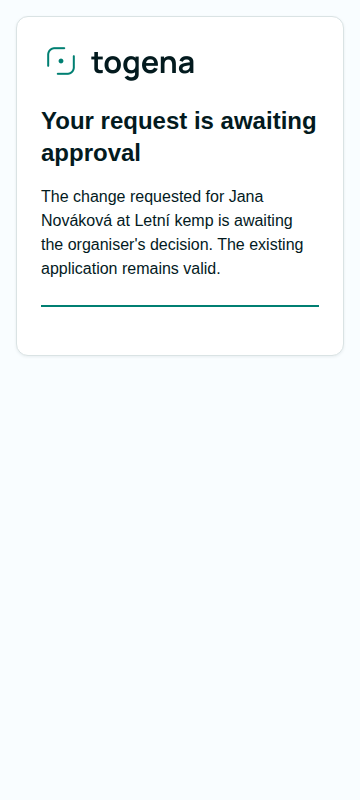 togena
Your request is awaiting
approval
The change requested for Jana
Nováková at Letní kemp is awaiting
the organiser's decision. The existing
application remains valid.